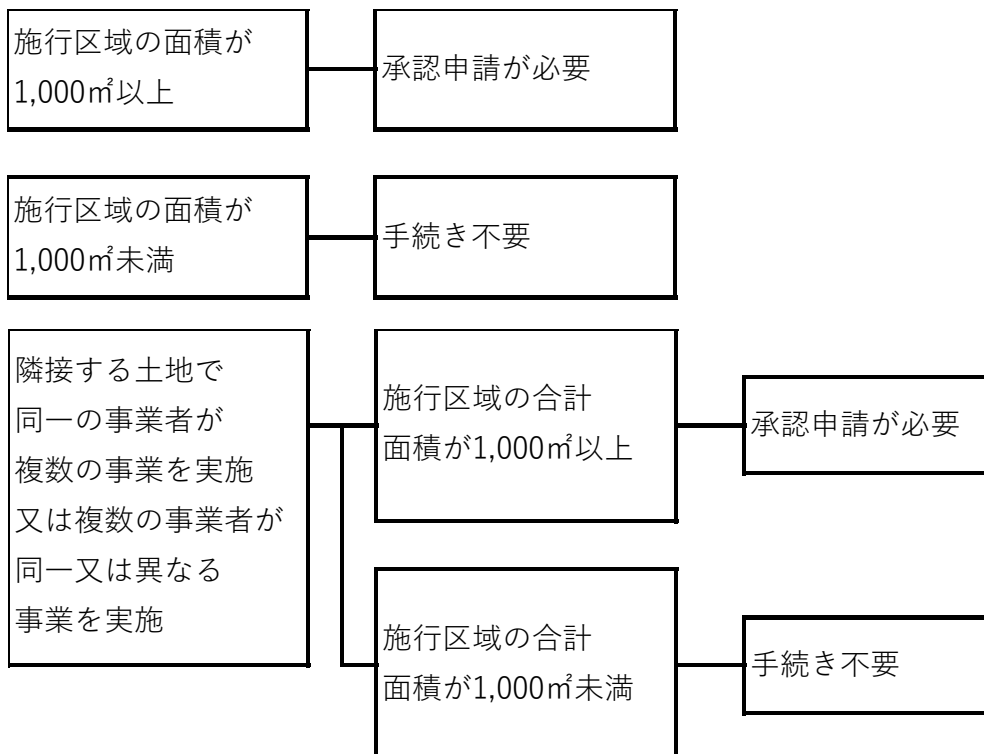 施行区域の面積が
1,000㎡以上
承認申請が必要
施行区域の面積が
1,000㎡未満
手続き不要
隣接する土地で
同一の事業者が
複数の事業を実施
又は複数の事業者が
同一又は異なる
事業を実施
施行区域の合計
面積が1,000㎡以上
承認申請が必要
施行区域の合計
面積が1,000㎡未満
手続き不要